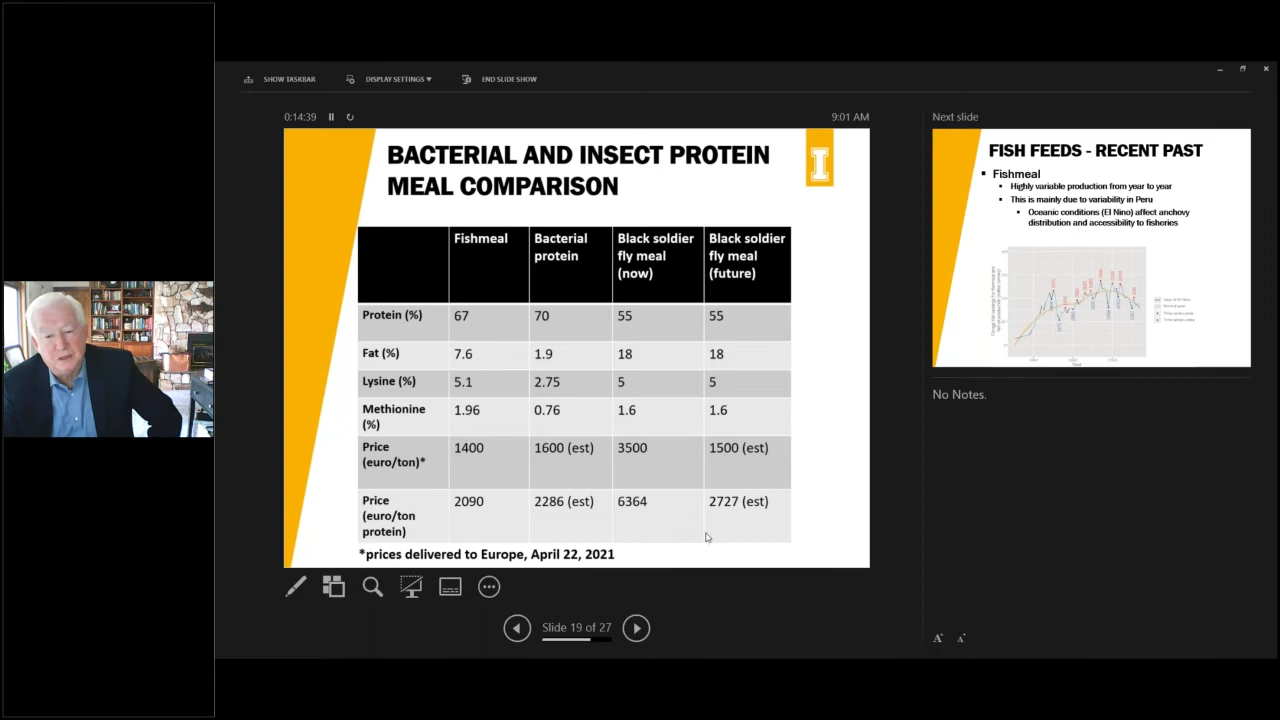 SHOW TASKBAR DISPLAY SETTINGS ▼ END SLIDE SHOW
0:14:39
9:01 AM
BACTERIAL AND INSECT PROTEIN
MEAL COMPARISON
I
Fishmeal
Bacterial
protein
Black soldier
fly meal
(now)
Black soldier
fly meal
(future)
Protein (%) 67 70 55 55
Fat (%) 7.6 1.9 18 18
Lysine (%) 5.1 2.75 5 5
Methionine
(%)
1.96 0.76 1.6 1.6
Price
(euro/ton)*
1400 1600 (est) 3500 1500 (est)
Price
(euro/ton
protein)
2090 2286 (est) 6364 2727 (est)
*prices delivered to Europe, April 22, 2021
Slide 19 of 27
Next slide
FISH FEEDS - RECENT PAST
Fishmeal
Highly variable production from year to year
This is mainly due to variability in Peru
Oceanic conditions (El Nino) affect anchovy
distribution and accessibility to fisheries
Year
No Notes.
A A